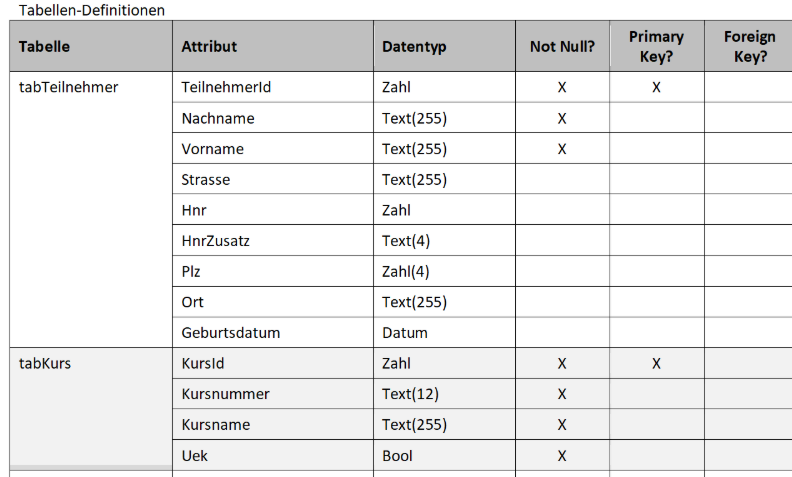 Tabellen-Definitionen
Tabelle Attribut Datentyp Not Null? Primary Key? Foreign Key?
tabTeilnehmer TeilnehmerId Zahl X X
Nachname Text(255) X
Vorname Text(255) X
Strasse Text(255)
Hnr Zahl
HnrZusatz Text(4)
Plz Zahl(4)
Ort Text(255)
Geburtsdatum Datum
tabKurs KursId Zahl X X
Kursnummer Text(12) X
Kursname Text(255) X
Uek Bool X